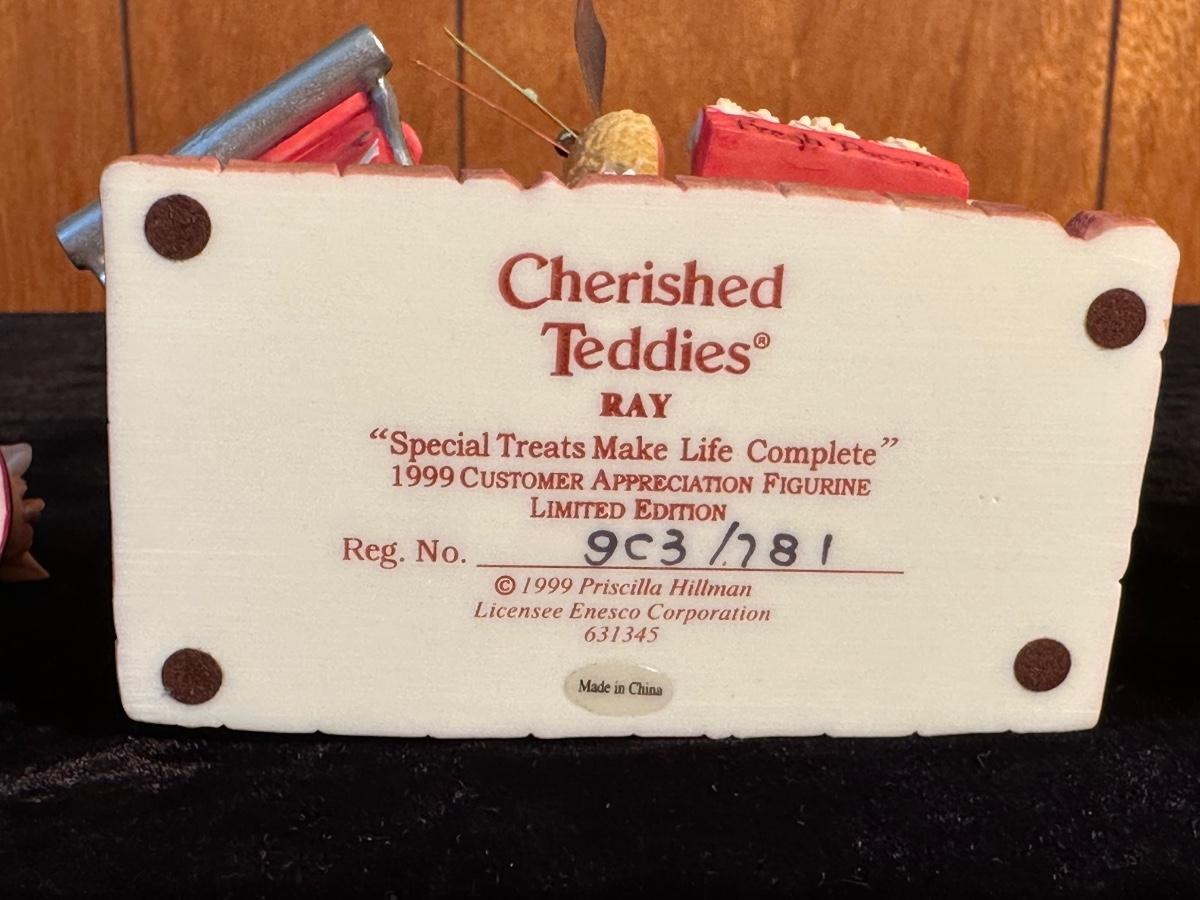 Cherished
Teddies®
RAY
“Special Treats Make Life Complete”
1999 CUSTOMER APPRECIATION FIGURINE
LIMITED EDITION
Reg. No. 9C3/781
© 1999 Priscilla Hillman
Licensee Enesco Corporation
631345
Made in China